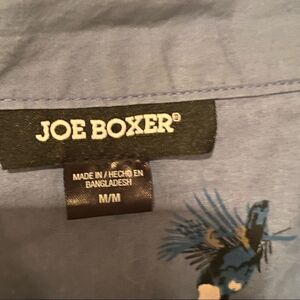 JOE BOXER®
MADE IN / HECHO EN
BANGLADESH
M/M